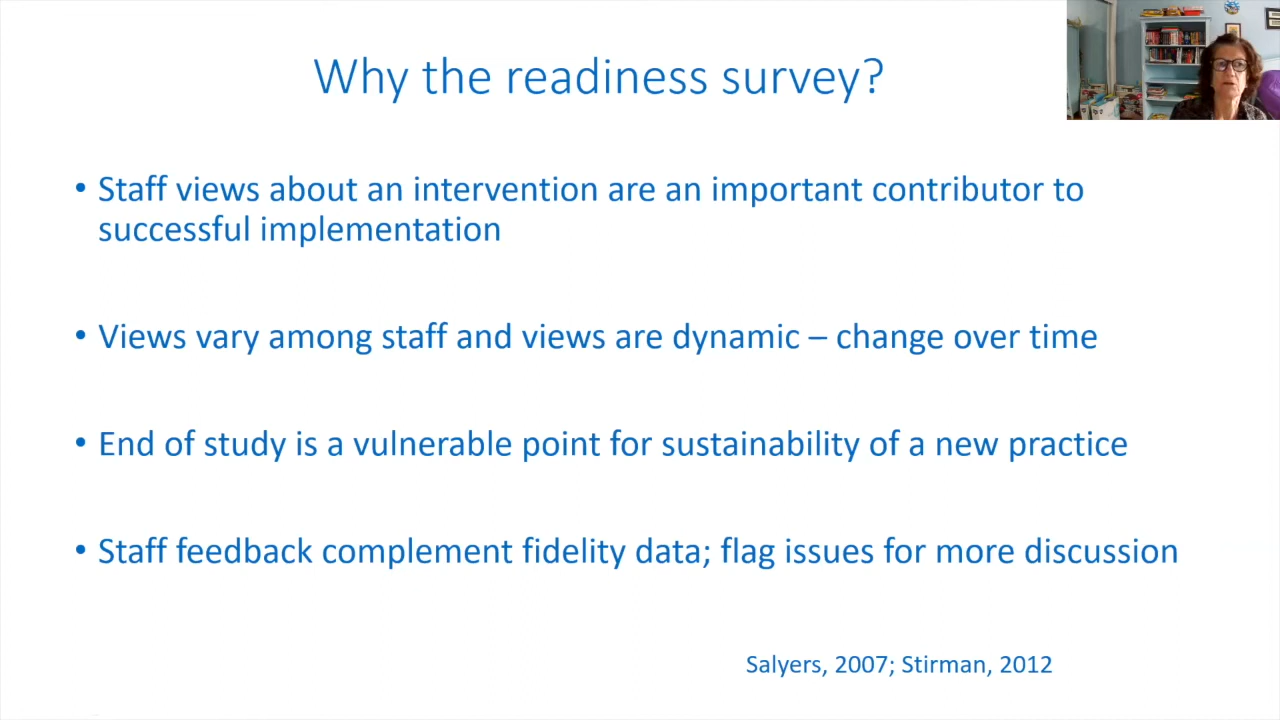 Why the readiness survey?
• Staff views about an intervention are an important contributor to
successful implementation
• Views vary among staff and views are dynamic – change over time
• End of study is a vulnerable point for sustainability of a new practice
• Staff feedback complement fidelity data; flag issues for more discussion
Salyers, 2007; Stirman, 2012